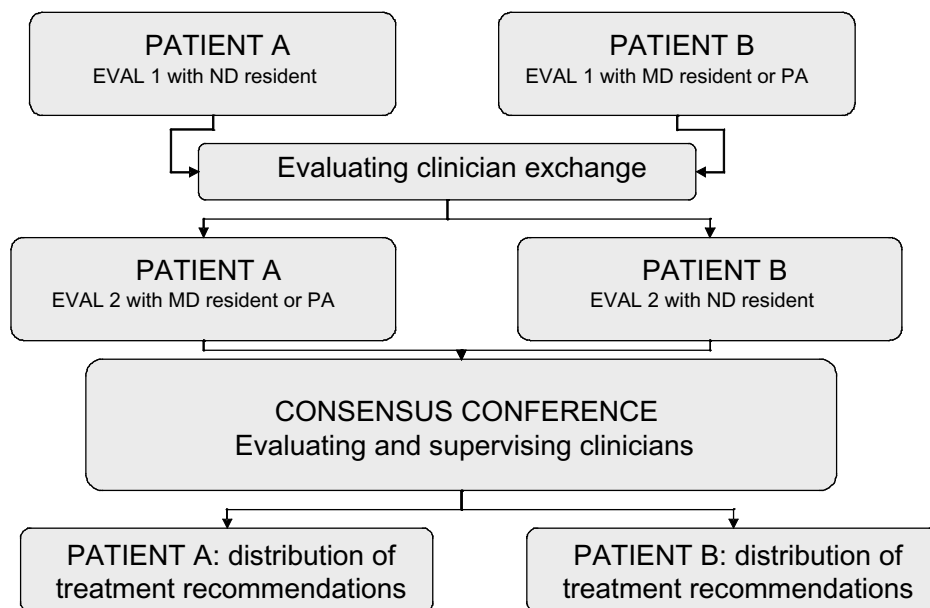 PATIENT A
EVAL 1 with ND resident
PATIENT B
EVAL 1 with MD resident or PA
Evaluating clinician exchange
PATIENT A
EVAL 2 with MD resident or PA
PATIENT B
EVAL 2 with ND resident
CONSENSUS CONFERENCE
Evaluating and supervising clinicians
PATIENT A: distribution of
treatment recommendations
PATIENT B: distribution of
treatment recommendations